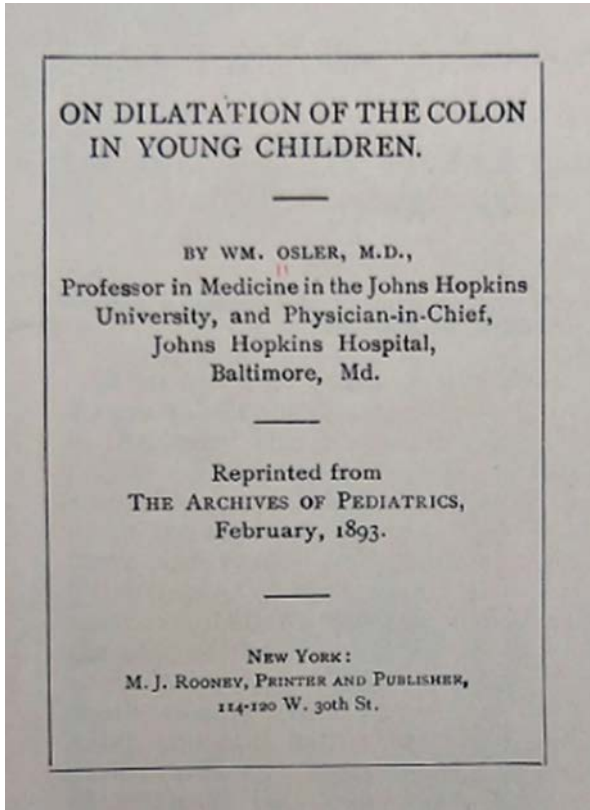 ON DILATATION OF THE COLON
IN YOUNG CHILDREN.
BY WM. OSLER, M.D.,
Professor in Medicine in the Johns Hopkins
University, and Physician-in-Chief,
Johns Hopkins Hospital,
Baltimore, Md.
Reprinted from
THE ARCHIVES OF PEDIATRICS,
February, 1893.
NEW YORK:
M. J. ROONEY, PRINTER AND PUBLISHER,
114-120 W. 30th St.